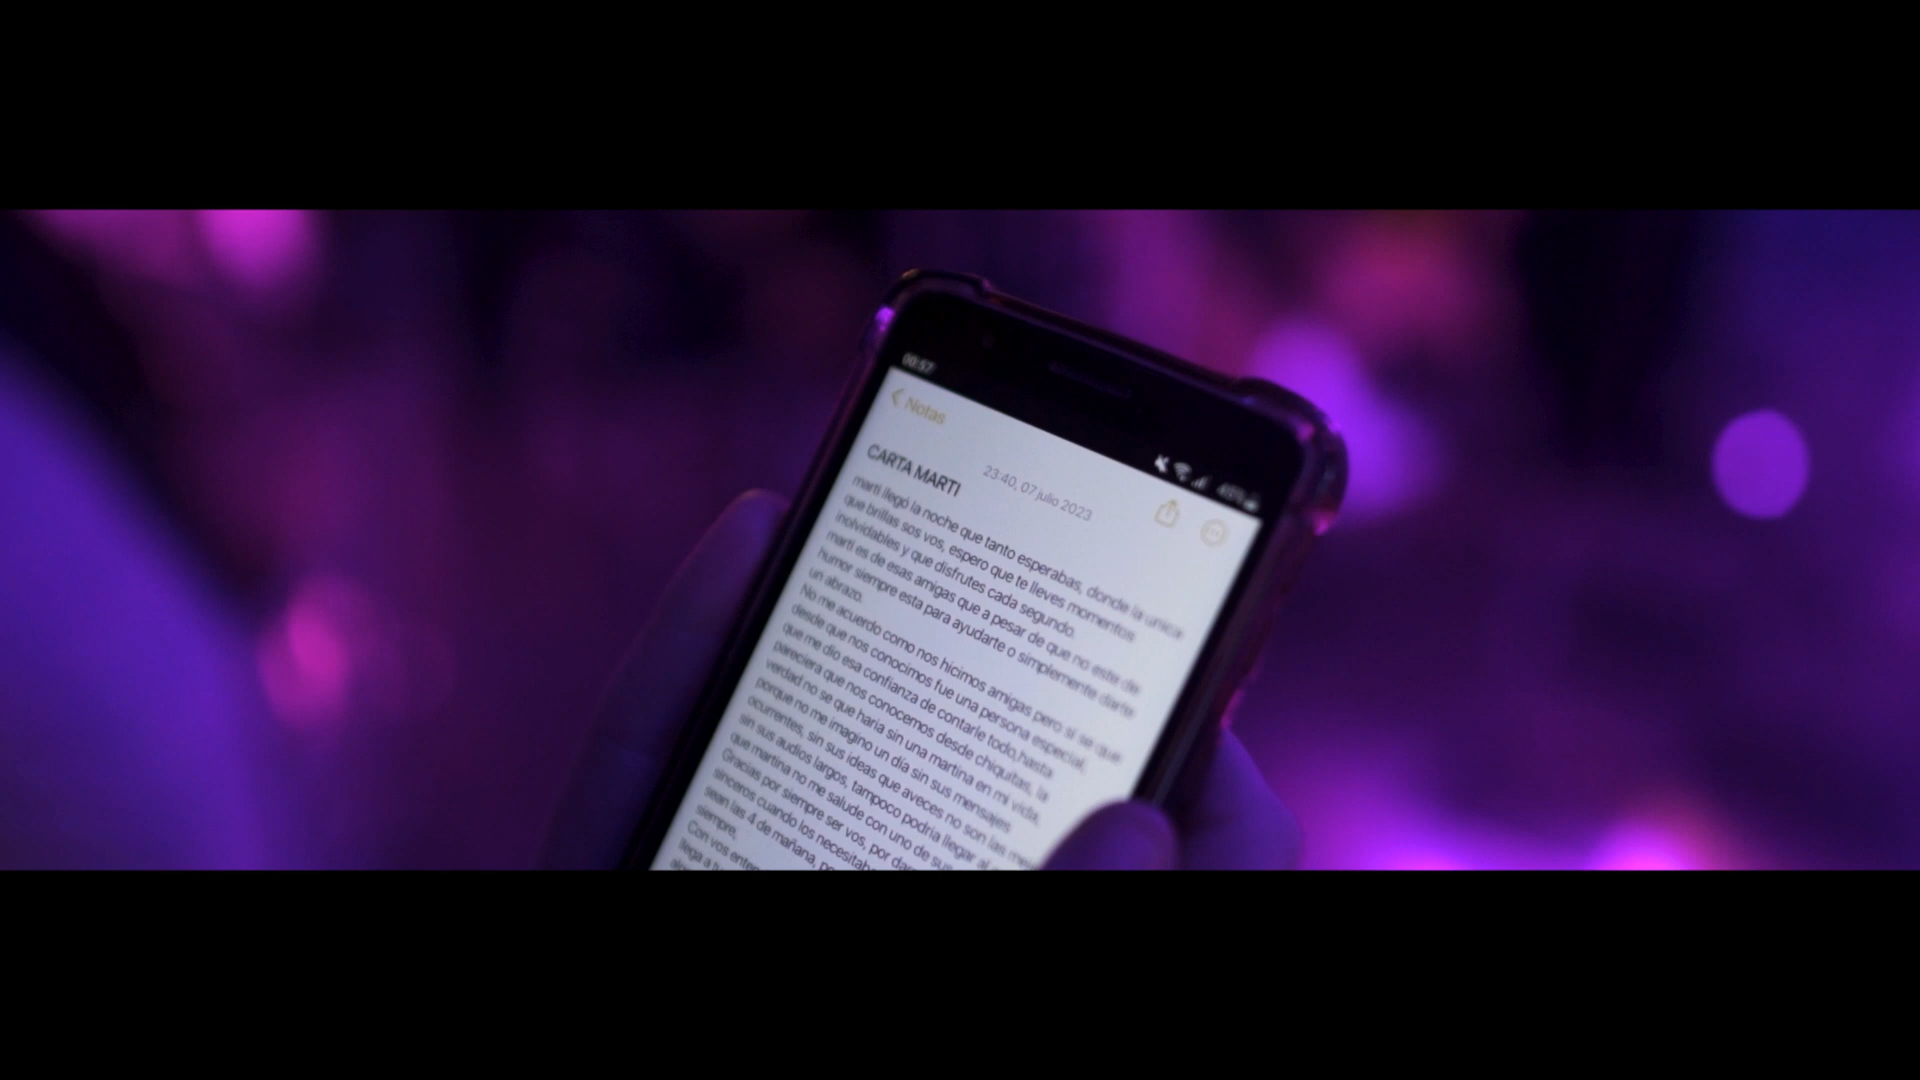 00:57
Notas
23:40, 07 julio 2023
CARTA MARTI
marti llegó la noche que tanto esperabas, donde la unica
que brillas sos vos, espero que te lleves momentos
inolvidables y que disfrutes cada segundo.
marti es de esas amigas que a pesar de que no este de
humor siempre esta para ayudarte o simplemente darte
un abrazo.
No me acuerdo como nos hicimos amigas pero si se que
desde que nos conocimos fue una persona especial,
que me dio esa confianza de contarle todo,hasta
pareciera que nos conocemos desde chiquitas, la
verdad no se que haria sin una martina en mi vida,
porque no me imagino un día sin sus mensajes
ocurrentes, sin sus ideas que aveces no son las
sin sus audios largos, tampoco podría llegar al
que martina no me salude con uno de sus
Gracias por siempre ser vos, por
sinceros cuando los
sean las 4 de mañana,
siempre,
Con vos
llega a